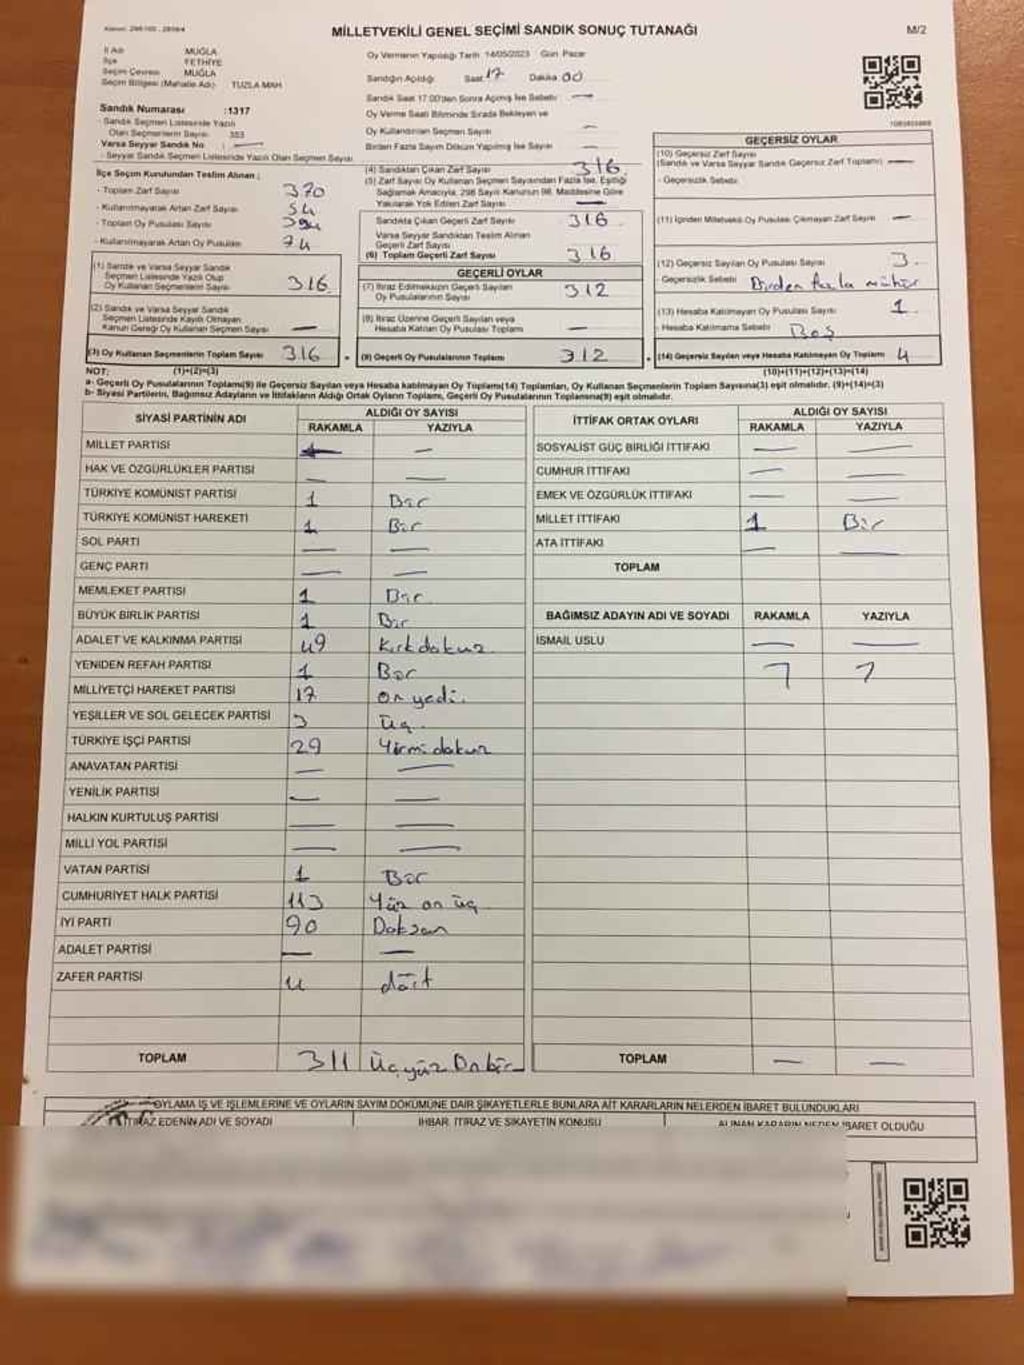 MİLLETVEKİLİ GENEL SEÇİMİ SANDIK SONUÇ TUTANAĞI
M/2
İl Adı MUĞLA
İlçe FETHİYE
Seçim Çevresi MUĞLA
Seçim Bölgesi (Mahalle Adı) TUZLA MAH
Sandık Numarası :1317
- Sandık Seçmen Listesinde Yazılı
Olan Seçmenlerin Sayısı 353
Varsa Seyyar Sandık No : —
- Seyyar Sandık Seçmen Listesinde Yazılı Olan Seçmen Sayısı
İlçe Seçim Kurulundan Teslim Alınan ;
- Toplam Zarf Sayısı 370
- Kullanılmayarak Artan Zarf Sayısı 54
- Toplam Oy Pusulası Sayısı
- Kullanılmayarak Artan Oy Pusulası 74
(1) Sandık ve Varsa Seyyar Sandık
Seçmen Listesinde Yazılı Olup
Oy Kullanan Seçmenlerin Sayısı 316
(2) Sandık ve Varsa Seyyar Sandık
Seçmen Listesinde Kayıtlı Olmayan
Kanun Gereği Oy Kullanan Seçmen Sayısı —
(3) Oy Kullanan Seçmenlerin Toplam Sayısı 316
Oy Vermenin Yapıldığı Tarih 14/05/2023 Gün Pazar
Sandığın Açıldığı Saat 17 Dakika 00
Sandık Saat 17:00'den Sonra Açılmış İse Sebebi —
Oy Verme Saati Bitiminde Sırada Bekleyen ve
Oy Kullandırılan Seçmen Sayısı —
Birden Fazla Sayım Döküm Yapılmış İse Sayısı —
(4) Sandıktan Çıkan Zarf Sayısı 316
(5) Zarf Sayısı Oy Kullanan Seçmen Sayısından Fazla İse, Eşitliği
Sağlamak Amacıyla, 298 Sayılı Kanunun 98. Maddesine Göre
Yakılarak Yok Edilen Zarf Sayısı —
Sandıkta Çıkan Geçerli Zarf Sayısı 316
Varsa Seyyar Sandıktan Teslim Alınan
Geçerli Zarf Sayısı
(6) Toplam Geçerli Zarf Sayısı 316
GEÇERLİ OYLAR
(7) İtiraz Edilmeksizin Geçerli Sayılan
Oy Pusulalarının Sayısı 312
(8) İtiraz Üzerine Geçerli Sayılan veya
Hesaba Katılan Oy Pusulası Toplamı —
(9) Geçerli Oy Pusulalarının Toplamı 312
GEÇERSİZ OYLAR
(10) Geçersiz Zarf Sayısı
(Sandık ve Varsa Seyyar Sandık Geçersiz Zarf Toplamı) —
- Geçersizlik Sebebi
(11) İçinden Milletvekili Oy Pusulası Çıkmayan Zarf Sayısı —
(12) Geçersiz Sayılan Oy Pusulası Sayısı 3
- Geçersizlik Sebebi Birden fazla mühür
(13) Hesaba Katılmayan Oy Pusulası Sayısı 1
- Hesaba Katılmama Sebebi Boş
(14) Geçersiz Sayılan veya Hesaba Katılmayan Oy Toplamı 4
NOT: (1)+(2)=(3) (10)+(11)+(12)+(13)=(14)
a- Geçerli Oy Pusulalarının Toplamı(9) ile Geçersiz Sayılan veya Hesaba katılmayan Oy Toplamı(14) Toplamları, Oy Kullanan Seçmenlerin Toplam Sayısına(3) eşit olmalıdır. (9)+(14)=(3)
b- Siyasi Partilerin, Bağımsız Adayların ve İttifakların Aldığı Ortak Oyların Toplamı, Geçerli Oy Pusulalarının Toplamına(9) eşit olmalıdır.
SİYASİ PARTİNİN ADI ALDIĞI OY SAYISI
RAKAMLA YAZIYLA
MİLLET PARTİSİ —
HAK VE ÖZGÜRLÜKLER PARTİSİ — —
TÜRKİYE KOMÜNİST PARTİSİ 1 Bir
TÜRKİYE KOMÜNİST HAREKETİ 1 Bir
SOL PARTİ — —
GENÇ PARTİ — —
MEMLEKET PARTİSİ 1 Bir
BÜYÜK BİRLİK PARTİSİ 1 Bir
ADALET VE KALKINMA PARTİSİ 49 Kırkdokuz
YENİDEN REFAH PARTİSİ 1 Bir
MİLLİYETÇİ HAREKET PARTİSİ 17 on yedi.
YEŞİLLER VE SOL GELECEK PARTİSİ 3 Üç.
TÜRKİYE İŞÇİ PARTİSİ 29 Yirmidokuz
ANAVATAN PARTİSİ — —
YENİLİK PARTİSİ — —
HALKIN KURTULUŞ PARTİSİ — —
MİLLİ YOL PARTİSİ — —
VATAN PARTİSİ 1 Bir
CUMHURİYET HALK PARTİSİ 113 Yüz on üç
İYİ PARTİ 90 Doksan
ADALET PARTİSİ — —
ZAFER PARTİSİ 4 dört
TOPLAM 311 Üçyüz Onbir
İTTİFAK ORTAK OYLARI ALDIĞI OY SAYISI
RAKAMLA YAZIYLA
SOSYALİST GÜÇ BİRLİĞİ İTTİFAKI — —
CUMHUR İTTİFAKI — —
EMEK VE ÖZGÜRLÜK İTTİFAKI — —
MİLLET İTTİFAKI 1 Bir
ATA İTTİFAKI — —
TOPLAM
BAĞIMSIZ ADAYIN ADI VE SOYADI RAKAMLA YAZIYLA
İSMAİL USLU — —
TOPLAM — —
OYLAMA İŞ VE İŞLEMLERİNE VE OYLARIN SAYIM DÖKÜMÜNE DAİR ŞİKAYETLERLE BUNLARA AİT KARARLARIN NELERDEN İBARET BULUNDUKLARI
İTİRAZ EDENİN ADI VE SOYADI İHBAR, İTİRAZ VE ŞİKAYETİN KONUSU ALINAN KARARIN NEDEN İBARET OLDUĞU